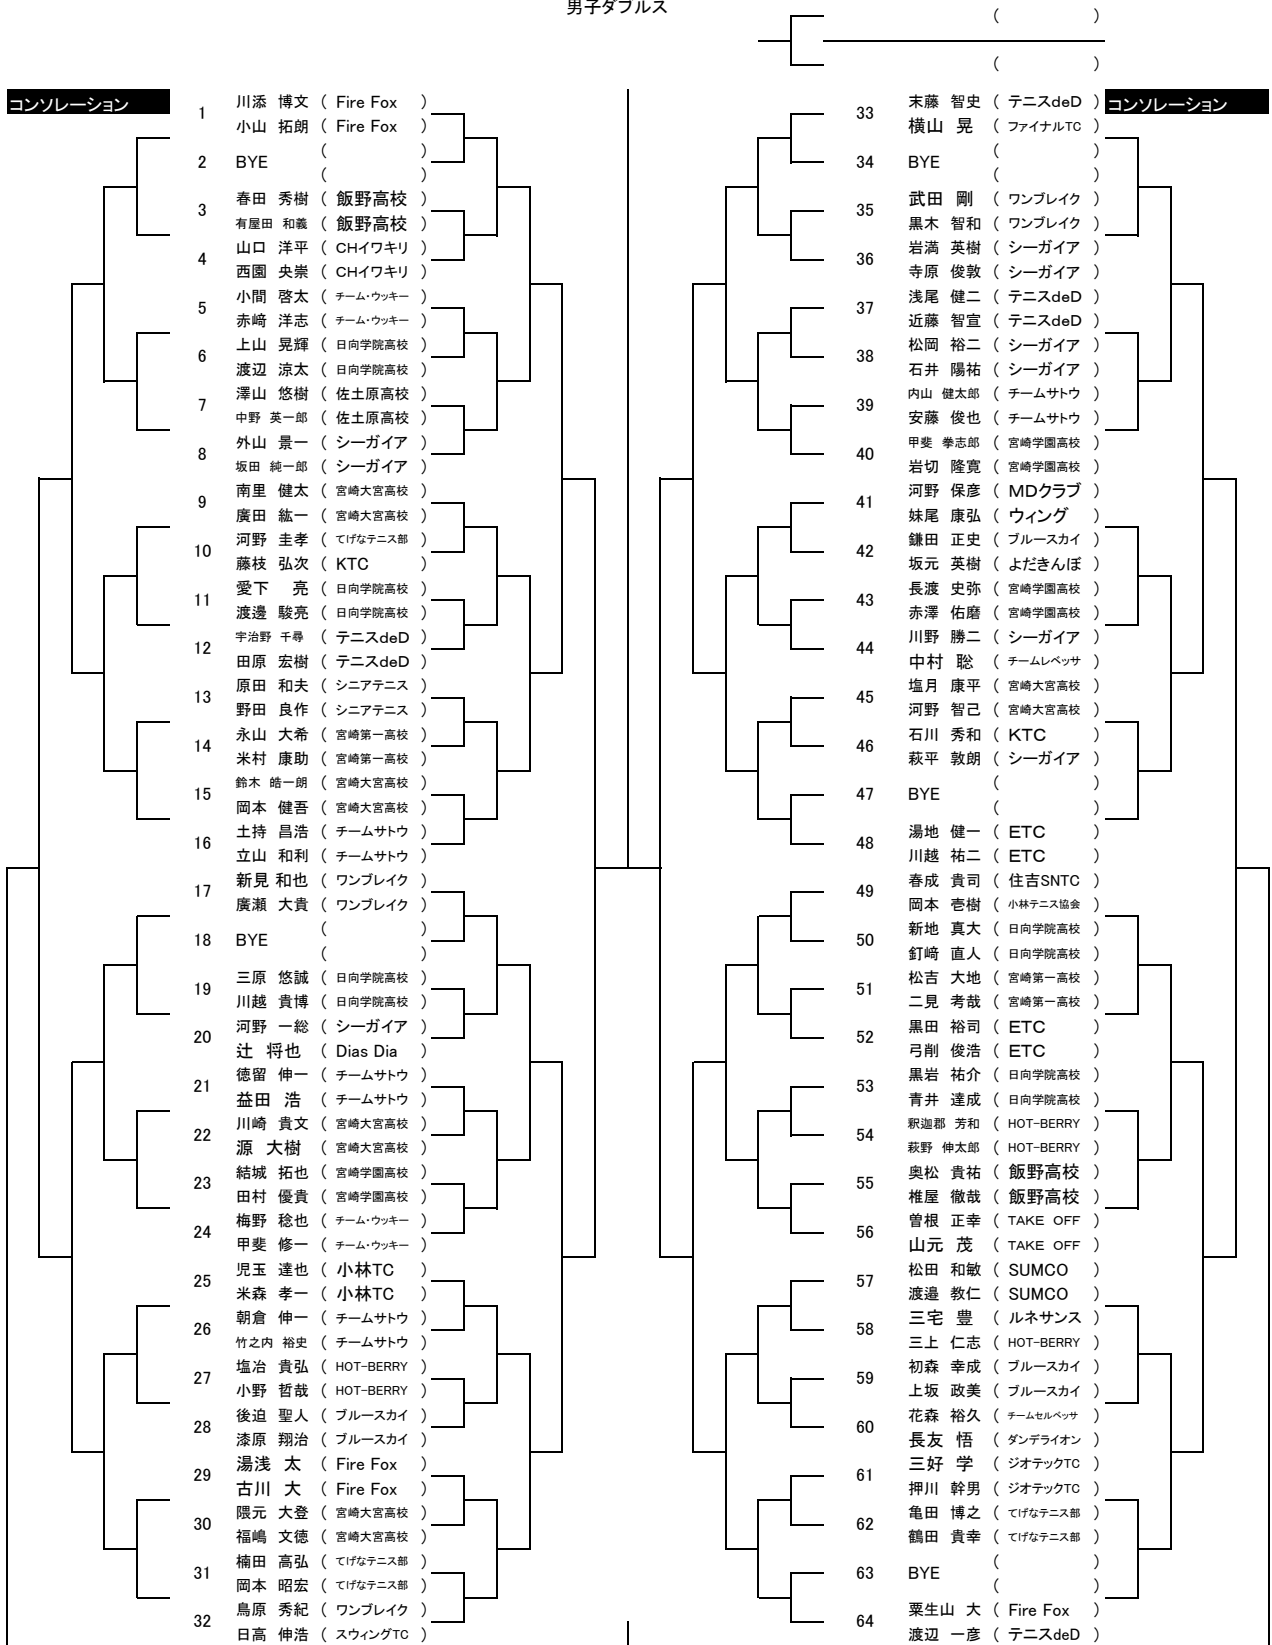 男子ダブルス
( )
( )
コンソレーション
1
川添 博文 ( Fire Fox )
小山 拓朗 ( Fire Fox )
2 BYE
( )
( )
3
春田 秀樹 ( 飯野高校 )
有屋田 和義 ( 飯野高校 )
4
山口 洋平 ( CHイワキリ )
西園 央崇 ( CHイワキリ )
5
小間 啓太 ( チーム・ウッキー )
赤﨑 洋志 ( チーム・ウッキー )
6
上山 晃輝 ( 日向学院高校 )
渡辺 涼太 ( 日向学院高校 )
7
澤山 悠樹 ( 佐土原高校 )
中野 英一郎 ( 佐土原高校 )
8
外山 景一 ( シーガイア )
坂田 純一郎 ( シーガイア )
9
南里 健太 ( 宮崎大宮高校 )
廣田 紘一 ( 宮崎大宮高校 )
10
河野 圭孝 ( てげなテニス部 )
藤枝 弘次 ( KTC )
11
愛下 亮 ( 日向学院高校 )
渡邊 駿亮 ( 日向学院高校 )
12
宇治野 千尋 ( テニスdeD )
田原 宏樹 ( テニスdeD )
13
原田 和夫 ( シニアテニス )
野田 良作 ( シニアテニス )
14
永山 大希 ( 宮崎第一高校 )
米村 康助 ( 宮崎第一高校 )
15
鈴木 皓一朗 ( 宮崎大宮高校 )
岡本 健吾 ( 宮崎大宮高校 )
16
土持 昌浩 ( チームサトウ )
立山 和利 ( チームサトウ )
17
新見 和也 ( ワンブレイク )
廣瀬 大貴 ( ワンブレイク )
18 BYE
( )
( )
19
三原 悠誠 ( 日向学院高校 )
川越 貴博 ( 日向学院高校 )
20
河野 一総 ( シーガイア )
辻 将也 ( Dias Dia )
21
徳留 伸一 ( チームサトウ )
益田 浩 ( チームサトウ )
22
川崎 貴文 ( 宮崎大宮高校 )
源 大樹 ( 宮崎大宮高校 )
23
結城 拓也 ( 宮崎学園高校 )
田村 優貴 ( 宮崎学園高校 )
24
梅野 稔也 ( チーム・ウッキー )
甲斐 修一 ( チーム・ウッキー )
25
児玉 達也 ( 小林TC )
米森 孝一 ( 小林TC )
26
朝倉 伸一 ( チームサトウ )
竹之内 裕史 ( チームサトウ )
27
塩冶 貴弘 ( HOT-BERRY )
小野 哲哉 ( HOT-BERRY )
28
後迫 聖人 ( ブルースカイ )
漆原 翔治 ( ブルースカイ )
29
湯浅 太 ( Fire Fox )
古川 大 ( Fire Fox )
30
隈元 大登 ( 宮崎大宮高校 )
福嶋 文徳 ( 宮崎大宮高校 )
31
楠田 高弘 ( てげなテニス部 )
岡本 昭宏 ( てげなテニス部 )
32
鳥原 秀紀 ( ワンブレイク )
日高 伸浩 ( スウィングTC )
コンソレーション
33
末藤 智史 ( テニスdeD )
横山 晃 ( ファイナルTC )
34 BYE
( )
( )
35
武田 剛 ( ワンブレイク )
黒木 智和 ( ワンブレイク )
36
岩満 英樹 ( シーガイア )
寺原 俊敦 ( シーガイア )
37
浅尾 健二 ( テニスdeD )
近藤 智宣 ( テニスdeD )
38
松岡 裕二 ( シーガイア )
石井 陽祐 ( シーガイア )
39
内山 健太郎 ( チームサトウ )
安藤 俊也 ( チームサトウ )
40
甲斐 拳志郎 ( 宮崎学園高校 )
岩切 隆寛 ( 宮崎学園高校 )
41
河野 保彦 ( MDクラブ )
妹尾 康弘 ( ウィング )
42
鎌田 正史 ( ブルースカイ )
坂元 英樹 ( よだきんぼ )
43
長渡 史弥 ( 宮崎学園高校 )
赤澤 佑磨 ( 宮崎学園高校 )
44
川野 勝二 ( シーガイア )
中村 聡 ( チームレベッサ )
45
塩月 康平 ( 宮崎大宮高校 )
河野 智己 ( 宮崎大宮高校 )
46
石川 秀和 ( KTC )
萩平 敦朗 ( シーガイア )
47 BYE
( )
( )
48
湯地 健一 ( ETC )
川越 祐二 ( ETC )
49
春成 貴司 ( 住吉SNTC )
岡本 壱樹 ( 小林テニス協会 )
50
新地 真大 ( 日向学院高校 )
釘﨑 直人 ( 日向学院高校 )
51
松吉 大地 ( 宮崎第一高校 )
二見 考哉 ( 宮崎第一高校 )
52
黒田 裕司 ( ETC )
弓削 俊浩 ( ETC )
53
黒岩 祐介 ( 日向学院高校 )
青井 達成 ( 日向学院高校 )
54
釈迦郡 芳和 ( HOT-BERRY )
萩野 伸太郎 ( HOT-BERRY )
55
奥松 貴祐 ( 飯野高校 )
椎屋 徹哉 ( 飯野高校 )
56
曽根 正幸 ( TAKE OFF )
山元 茂 ( TAKE OFF )
57
松田 和敏 ( SUMCO )
渡邉 教仁 ( SUMCO )
58
三宅 豊 ( ルネサンス )
三上 仁志 ( HOT-BERRY )
59
初森 幸成 ( ブルースカイ )
上坂 政美 ( ブルースカイ )
60
花森 裕久 ( チームセルベッサ )
長友 悟 ( ダンデライオン )
61
三好 学 ( ジオテックTC )
押川 幹男 ( ジオテックTC )
62
亀田 博之 ( てげなテニス部 )
鶴田 貴幸 ( てげなテニス部 )
63 BYE
( )
( )
64
粟生山 大 ( Fire Fox )
渡辺 一彦 ( テニスdeD )